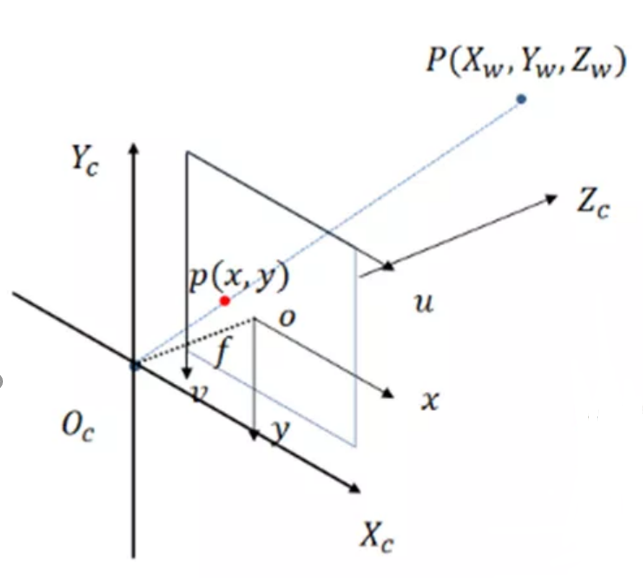 P(X_w, Y_w, Z_w)
Y_c
Z_c
p(x, y)
u
o
f
x
v
O_c
y
X_c